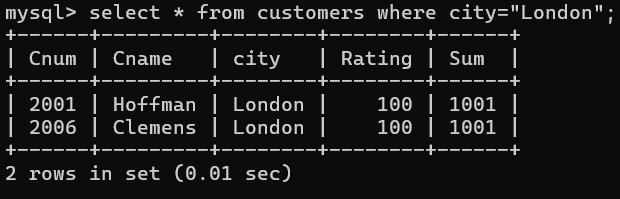 mysql> select * from customers where city="London";
+------+---------+--------+--------+------+
| Cnum | Cname   | city   | Rating | Sum  |
+------+---------+--------+--------+------+
| 2001 | Hoffman | London |    100 | 1001 |
| 2006 | Clemens | London |    100 | 1001 |
+------+---------+--------+--------+------+
2 rows in set (0.01 sec)